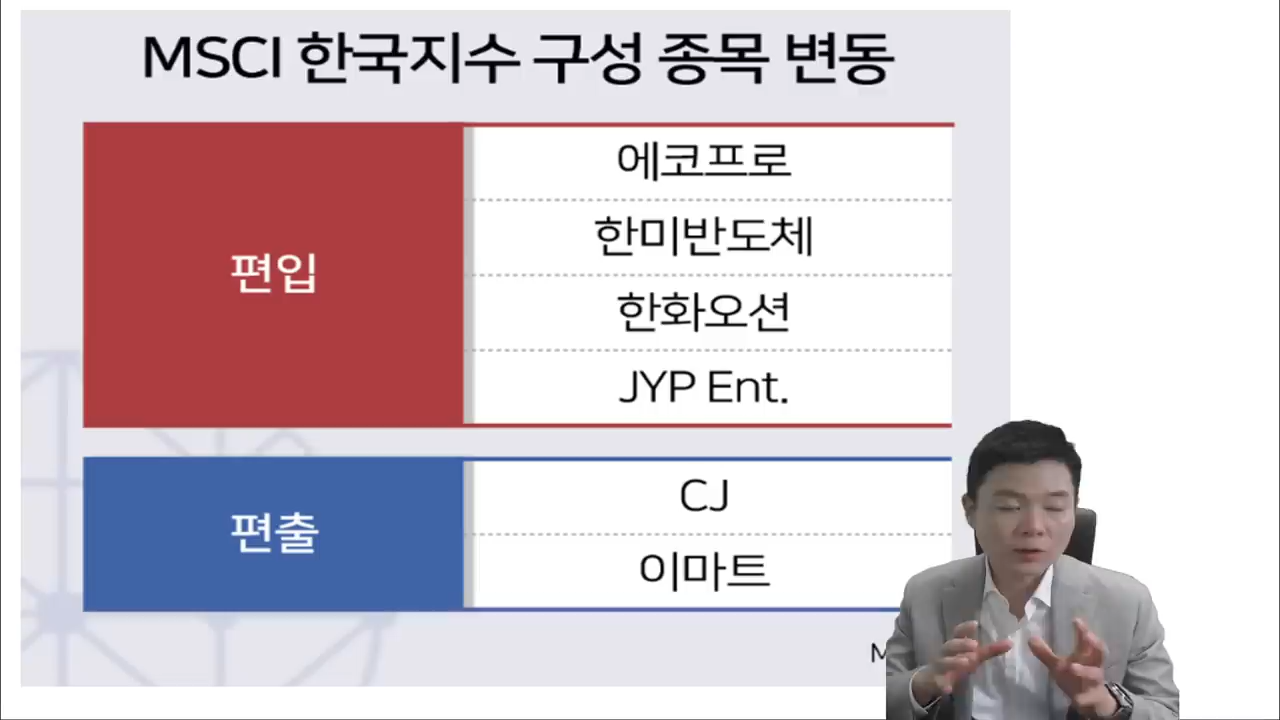 MSCI 한국지수 구성 종목 변동
편입
에코프로
한미반도체
한화오션
JYP Ent.
편출
CJ
이마트